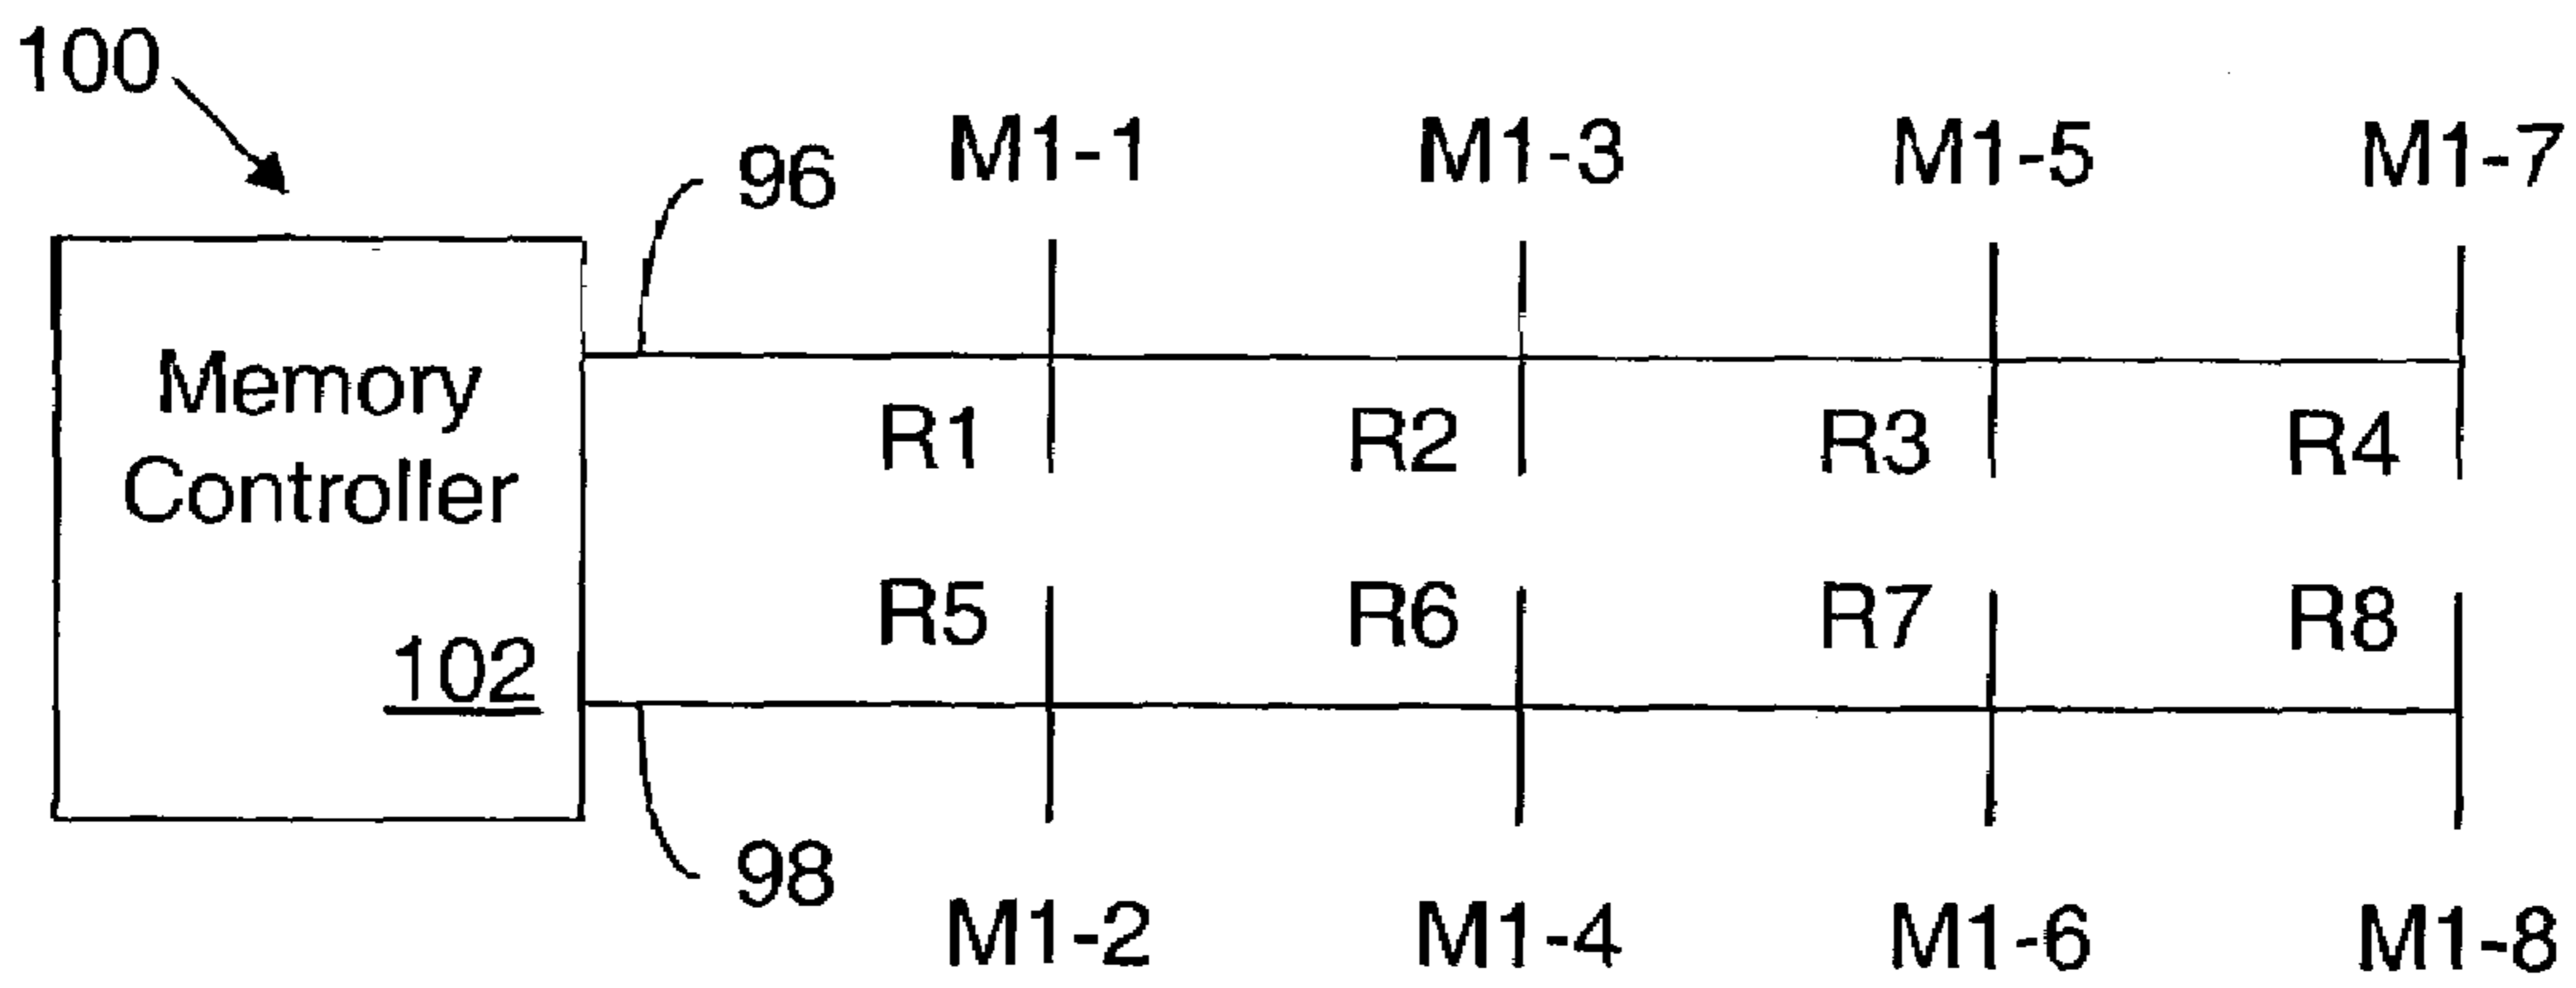 100
96
M1-1 M1-3 M1-5 M1-7
Memory
Controller
102
R1 R2 R3 R4
R5 R6 R7 R8
98
M1-2 M1-4 M1-6 M1-8